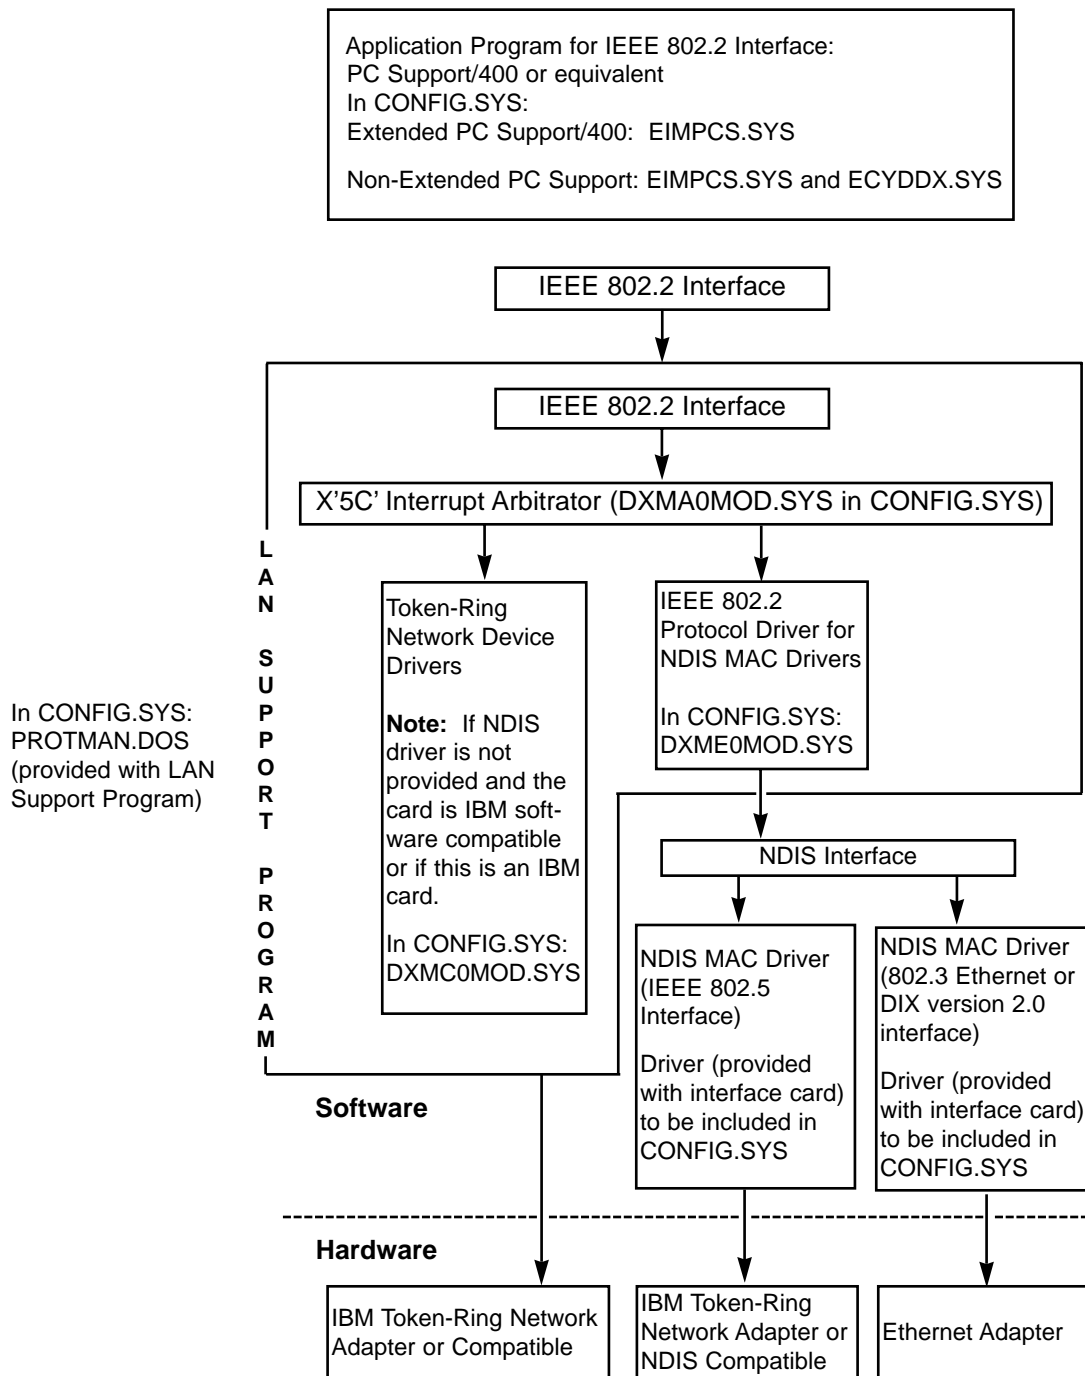 Application Program for IEEE 802.2 Interface:
PC Support/400 or equivalent
In CONFIG.SYS:
Extended PC Support/400:  EIMPCS.SYS
Non-Extended PC Support: EIMPCS.SYS and ECYDDX.SYS
IEEE 802.2 Interface
IEEE 802.2 Interface
X'5C' Interrupt Arbitrator (DXMA0MOD.SYS in CONFIG.SYS)
LAN SUPPORT PROGRAM
In CONFIG.SYS:
PROTMAN.DOS
(provided with LAN
Support Program)
Token-Ring
Network Device
Drivers
Note:  If NDIS
driver is not
provided and the
card is IBM soft-
ware compatible
or if this is an IBM
card.
In CONFIG.SYS:
DXMC0MOD.SYS
IEEE 802.2
Protocol Driver for
NDIS MAC Drivers
In CONFIG.SYS:
DXME0MOD.SYS
NDIS Interface
NDIS MAC Driver
(IEEE 802.5
Interface)
Driver (provided
with interface card)
to be included in
CONFIG.SYS
NDIS MAC Driver
(802.3 Ethernet or
DIX version 2.0
interface)
Driver (provided
with interface card)
to be included in
CONFIG.SYS
Software
Hardware
IBM Token-Ring Network
Adapter or Compatible
IBM Token-Ring
Network Adapter or
NDIS Compatible
Ethernet Adapter